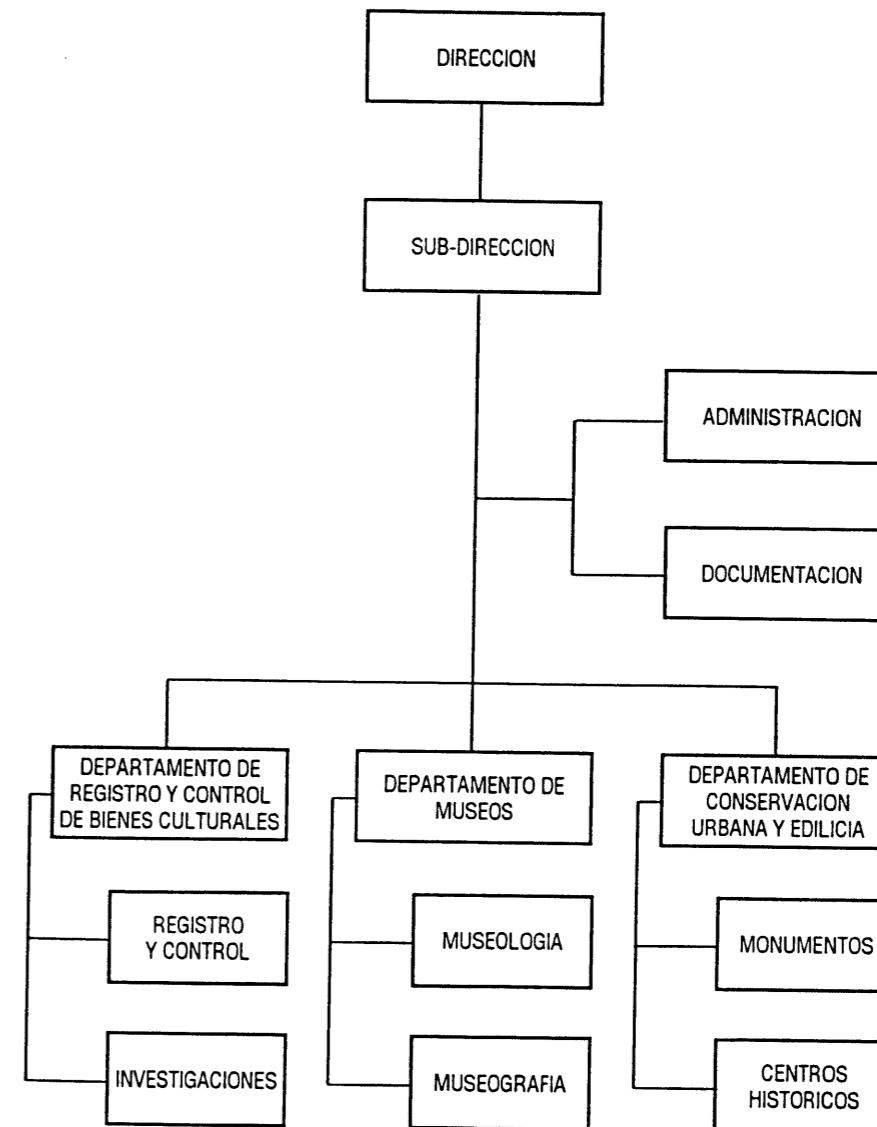 DIRECCION
SUB-DIRECCION
ADMINISTRACION
DOCUMENTACION
DEPARTAMENTO DE
REGISTRO Y CONTROL
DE BIENES CULTURALES
DEPARTAMENTO DE
MUSEOS
DEPARTAMENTO DE
CONSERVACION
URBANA Y EDILICIA
REGISTRO
Y CONTROL
MUSEOLOGIA
MONUMENTOS
INVESTIGACIONES
MUSEOGRAFIA
CENTROS
HISTORICOS